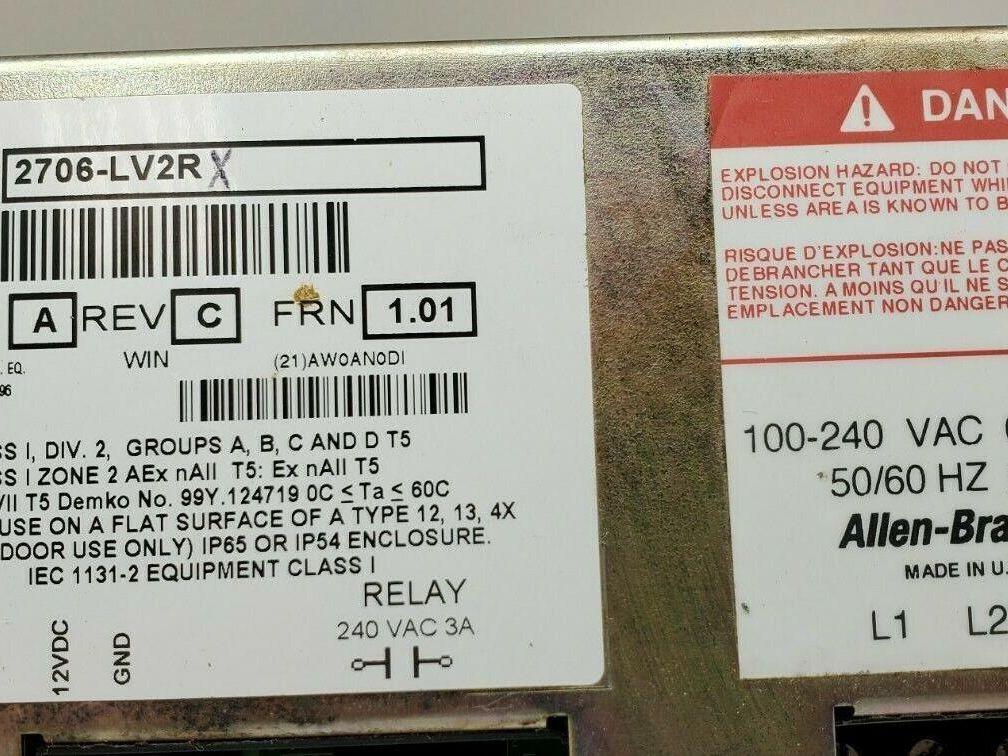 2706-LV2R X
A REV C FRN 1.01
. EQ.
WIN
(21)AW0AN0DI
96
SS I, DIV. 2, GROUPS A, B, C AND D T5
SS I ZONE 2 AEx nAII T5: Ex nAII T5
/II T5 Demko No. 99Y.124719 0C ≤ Ta ≤ 60C
USE ON A FLAT SURFACE OF A TYPE 12, 13, 4X
DOOR USE ONLY) IP65 OR IP54 ENCLOSURE.
IEC 1131-2 EQUIPMENT CLASS I
RELAY
240 VAC 3A
12VDC
GND
DAN
EXPLOSION HAZARD: DO NOT
DISCONNECT EQUIPMENT WHI
UNLESS AREA IS KNOWN TO B
RISQUE D'EXPLOSION:NE PAS
DEBRANCHER TANT QUE LE C
TENSION. A MOINS QU'IL NE S
EMPLACEMENT NON DANGER
100-240 VAC
50/60 HZ
Allen-Bra
MADE IN U.
L1 L2